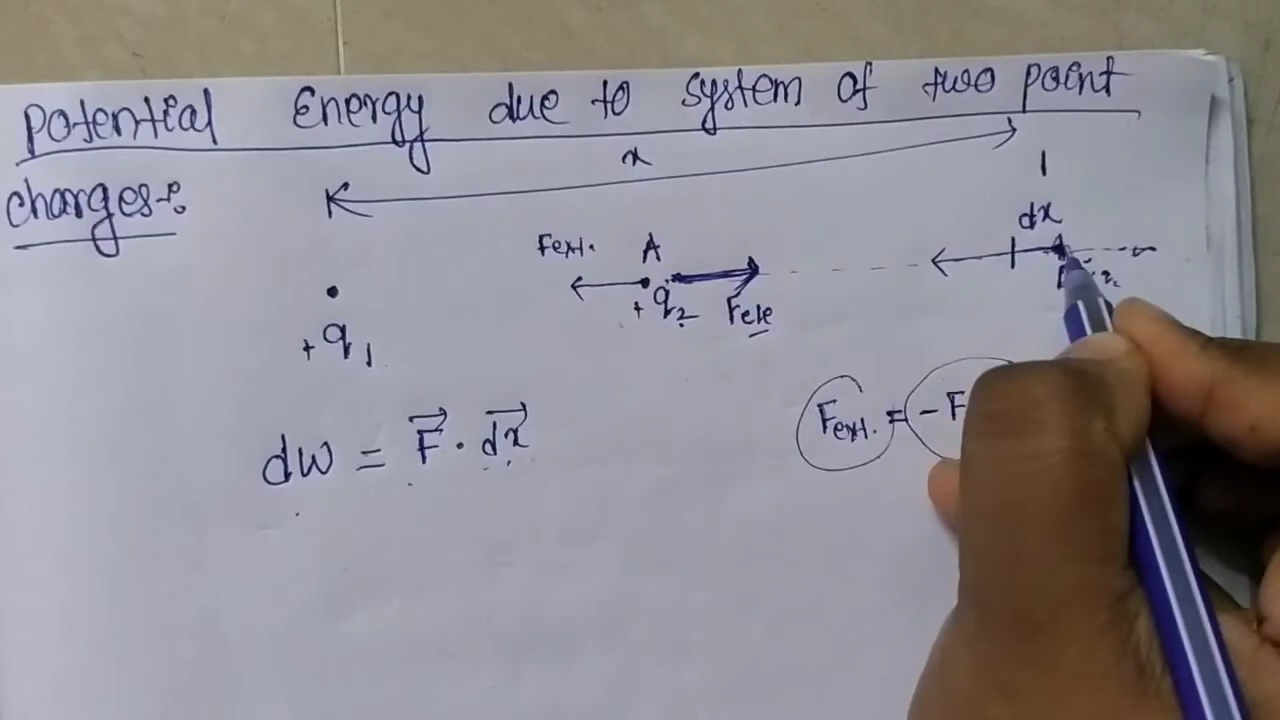 Potential Energy due to system of two point
charges:-
x
dx
Fext. A
+ q2 Fele
+ q1
Fext. = - F
dw = F⃗ · dx⃗